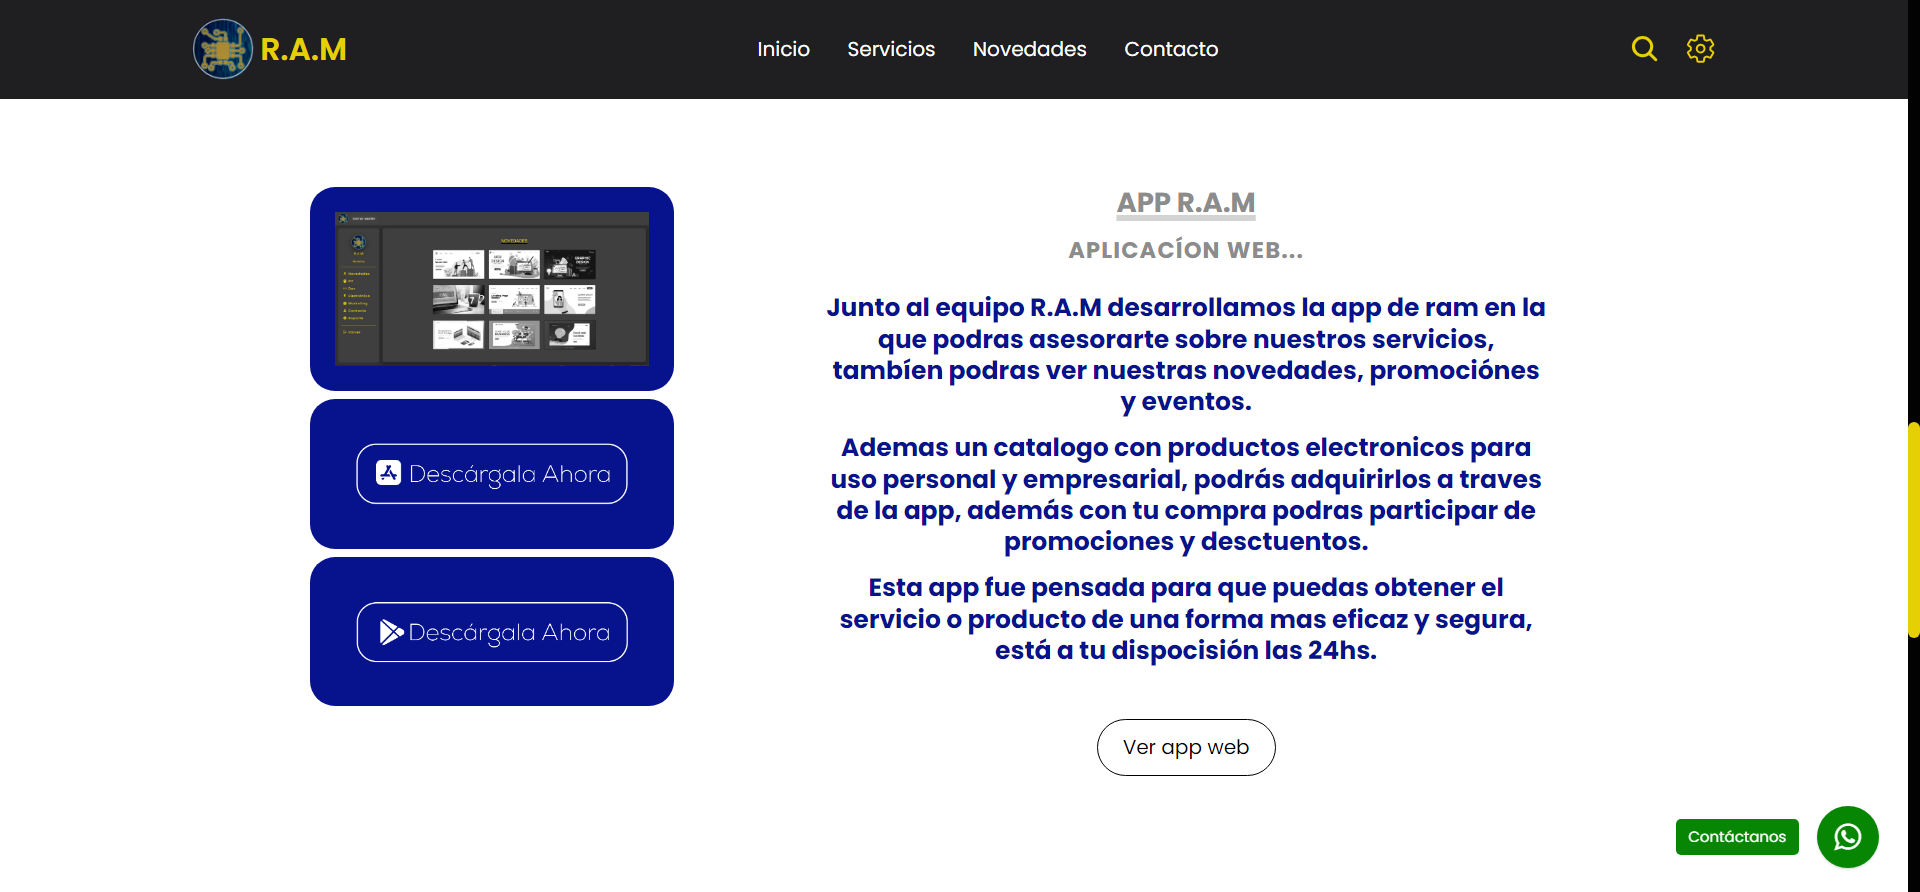 R.A.M
Inicio
Servicios
Novedades
Contacto
NOVEDADES
Descárgala Ahora
Descárgala Ahora
APP R.A.M
APLICACÍON WEB...
Junto al equipo R.A.M desarrollamos la app de ram en la
que podras asesorarte sobre nuestros servicios,
tambíen podras ver nuestras novedades, promociónes
y eventos.
Ademas un catalogo con productos electronicos para
uso personal y empresarial, podrás adquirirlos a traves
de la app, además con tu compra podras participar de
promociones y desctuentos.
Esta app fue pensada para que puedas obtener el
servicio o producto de una forma mas eficaz y segura,
está a tu dispocisión las 24hs.
Ver app web
Contáctanos